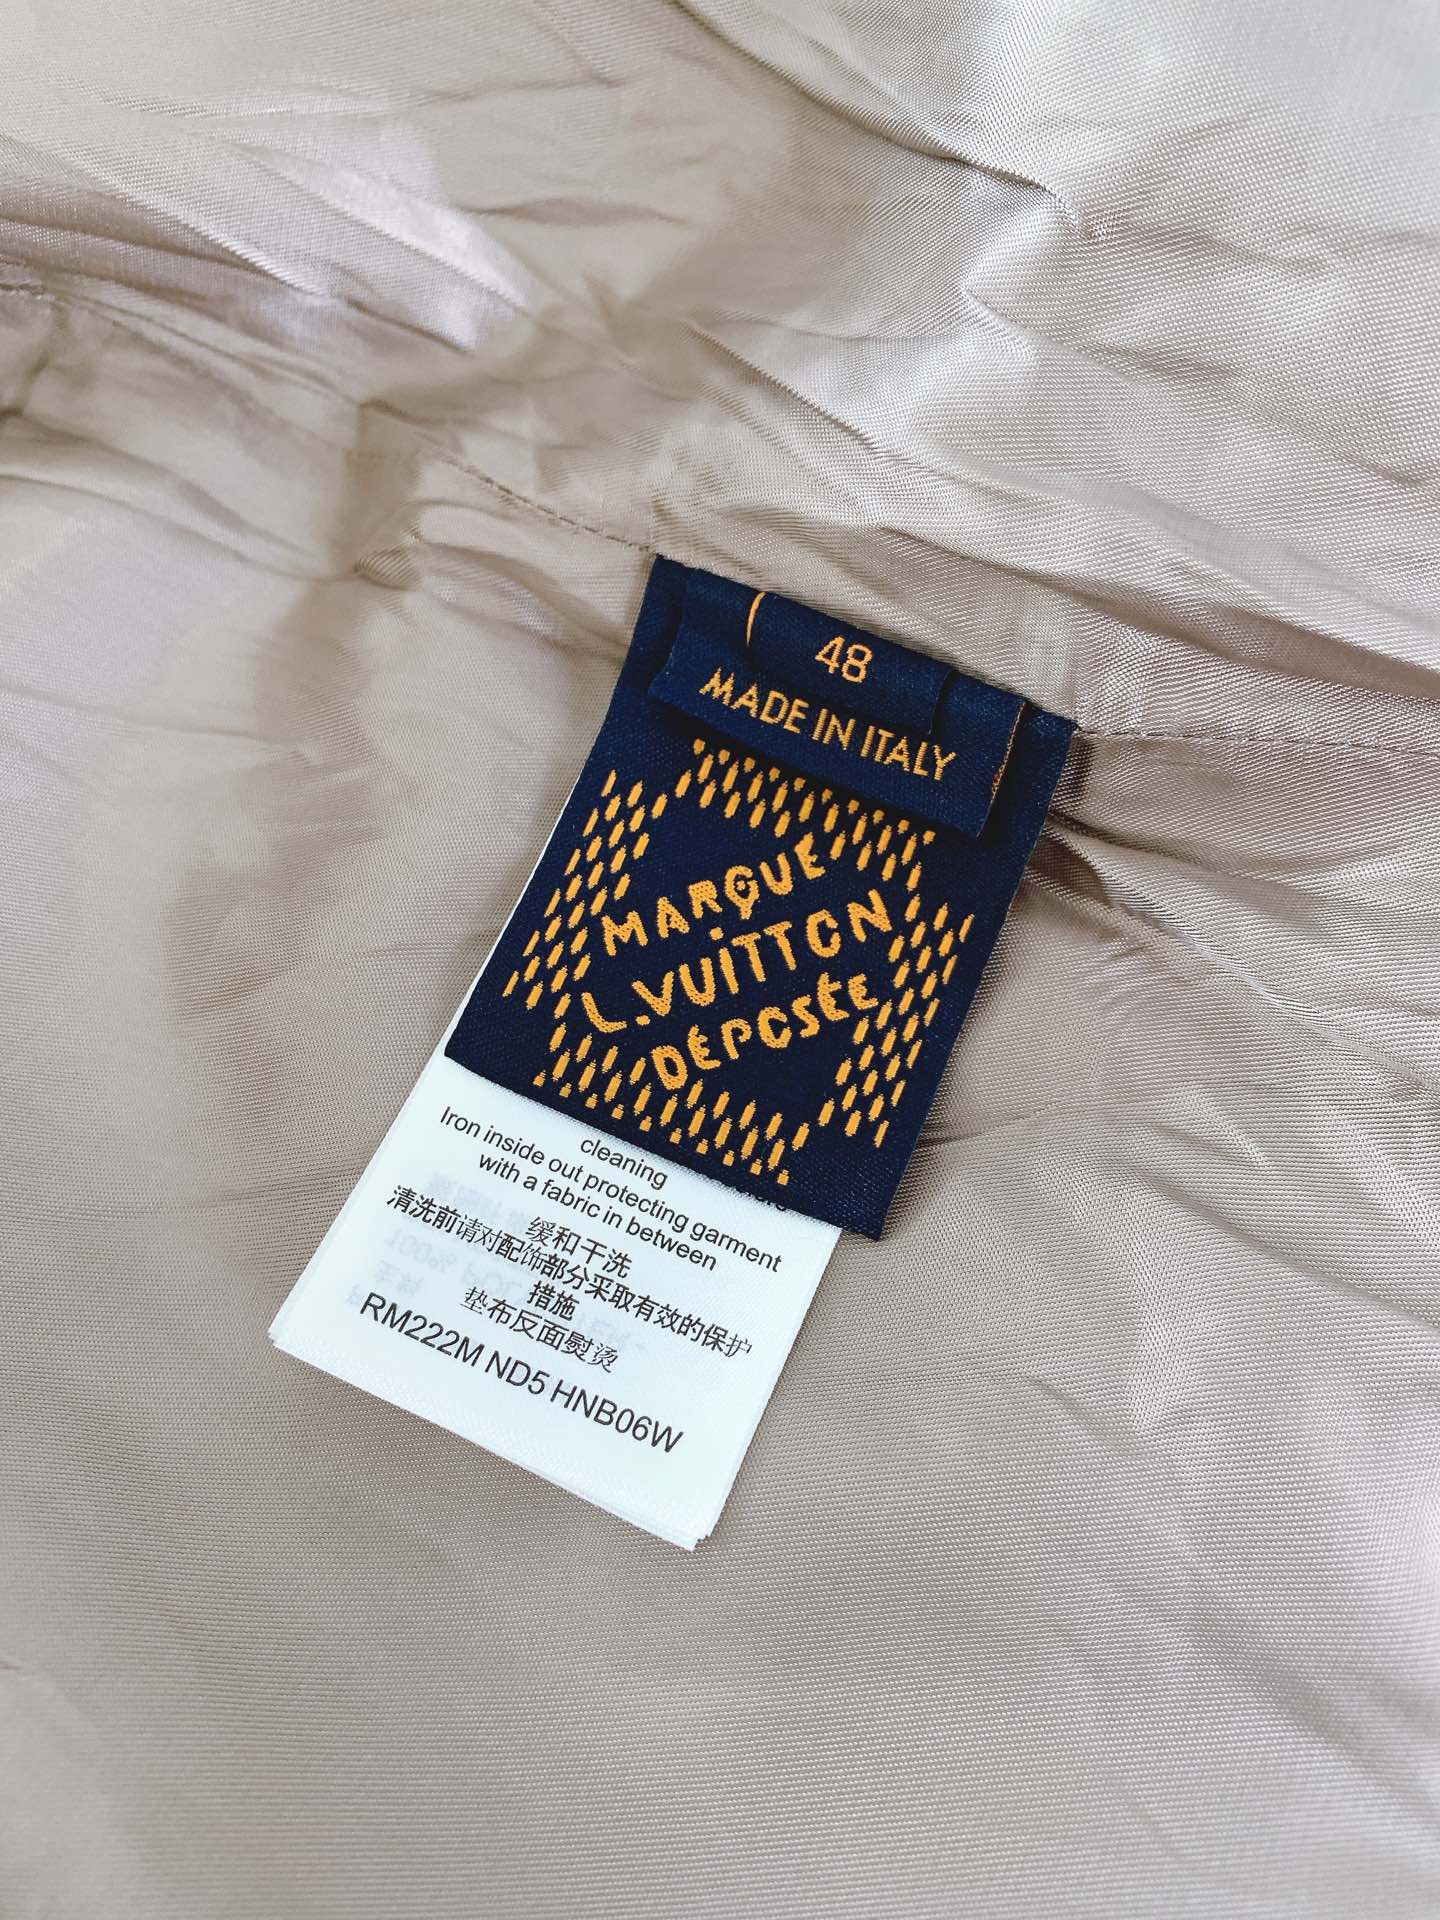 48
MADE IN ITALY
MARQUE
L.VUITTON
DÉPOSÉE
cleaning
Iron inside out protecting garment
with a fabric in between
缓和干洗
清洗前请对配饰部分采取有效的保护
措施
垫布反面熨烫
RM222M ND5 HNB06W